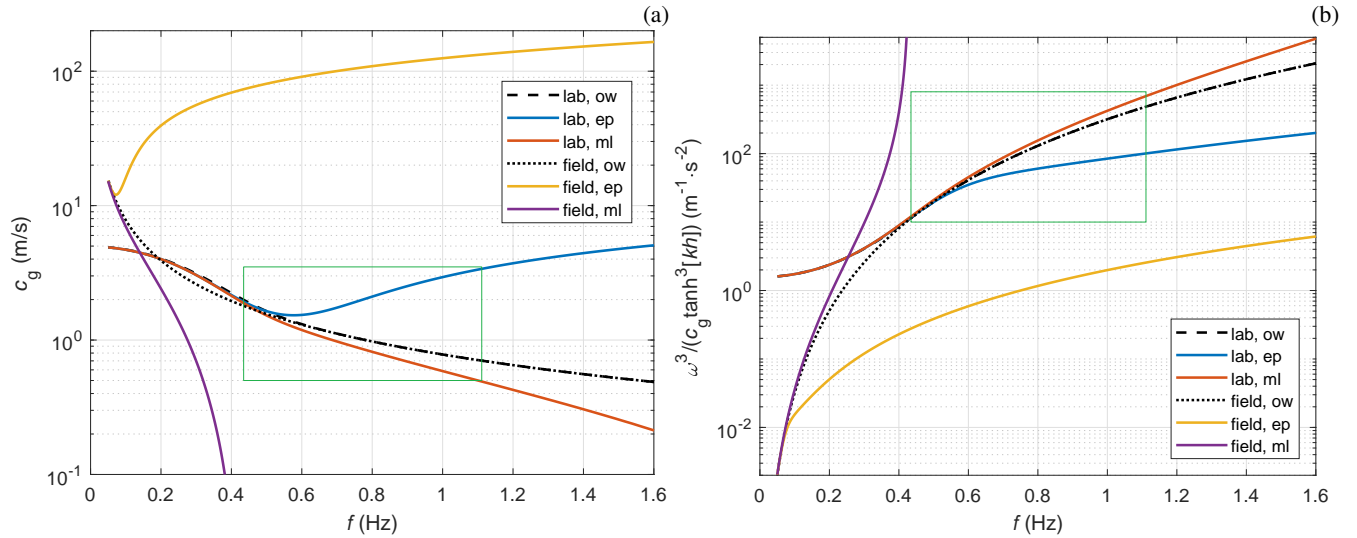 (a)
c_g (m/s)
10^2
10^1
10^0
10^-1
0 0.2 0.4 0.6 0.8 1 1.2 1.4 1.6
f (Hz)
lab, ow
lab, ep
lab, ml
field, ow
field, ep
field, ml
(b)
ω^3/(c_g tanh^3[kh]) (m^-1·s^-2)
10^4
10^2
10^0
10^-2
0 0.2 0.4 0.6 0.8 1 1.2 1.4 1.6
f (Hz)
lab, ow
lab, ep
lab, ml
field, ow
field, ep
field, ml